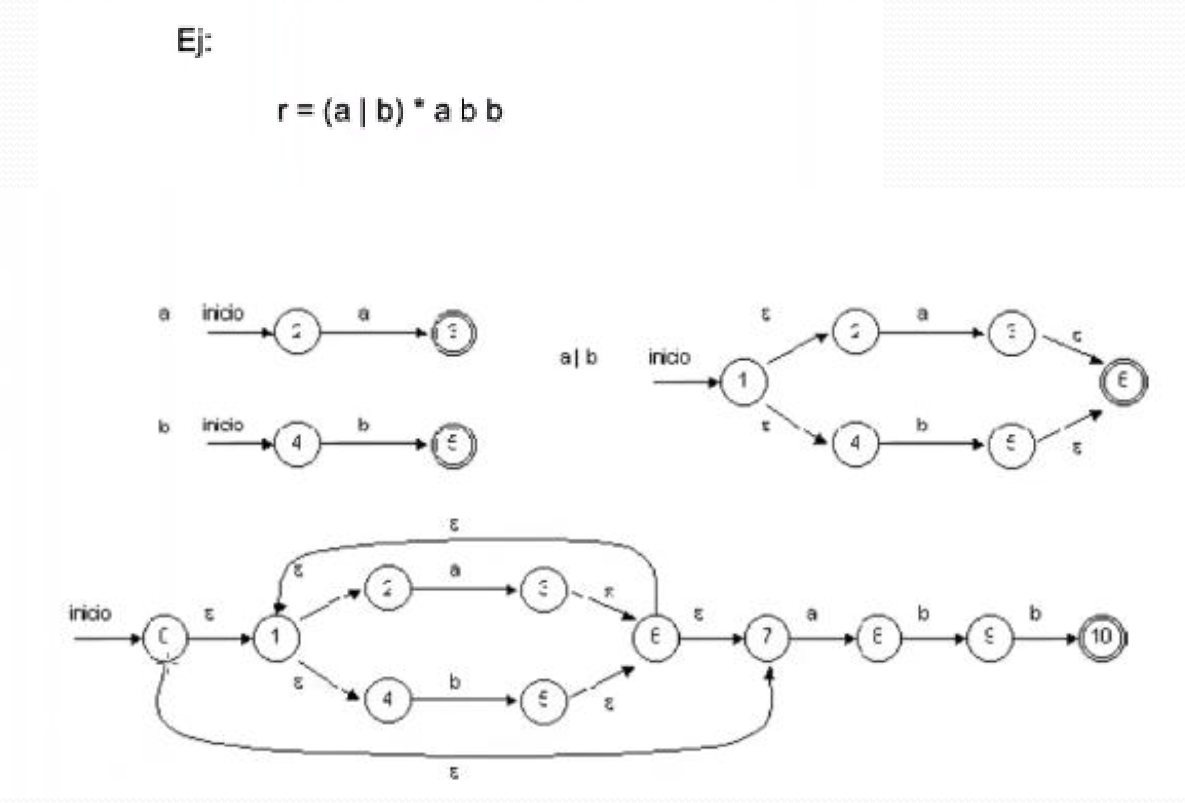 Ej:
r = (a | b) * a b b
a inicio 2 a 3
b inicio 4 b 5
a | b inicio 1 ε 2 a 3 ε 6
ε 4 b 5 ε
ε
inicio 0 ε 1 ε 2 a 3 ε 6 ε 7 a 8 b 9 b 10
ε 4 b 5 ε
ε